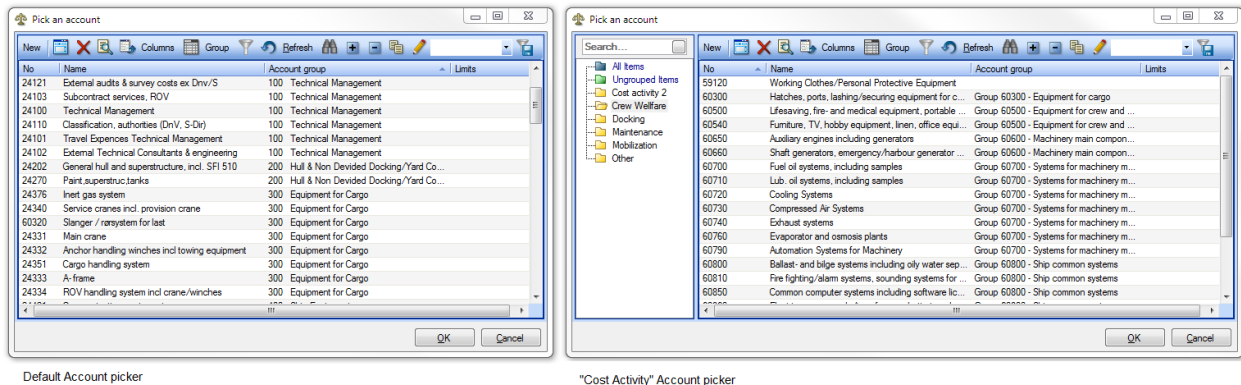 Pick an account
New Columns Group Refresh
No Name Account group Limits
24121 External audits & survey costs ex Dnv/S 100 Technical Management
24103 Subcontract services, ROV 100 Technical Management
24100 Technical Management 100 Technical Management
24110 Classification, authorities (DnV, S-Dir) 100 Technical Management
24101 Travel Expences Technical Management 100 Technical Management
24102 External Technical Consultants & engineering 100 Technical Management
24202 General hull and superstructure, incl. SFI 510 200 Hull & Non Devided Docking/Yard Co...
24270 Paint,superstruc,tanks 200 Hull & Non Devided Docking/Yard Co...
24376 Inert gas system 300 Equipment for Cargo
24340 Service cranes incl. provision crane 300 Equipment for Cargo
60320 Slanger / rørsystem for last 300 Equipment for Cargo
24331 Main crane 300 Equipment for Cargo
24332 Anchor handling winches incl towing equipment 300 Equipment for Cargo
24351 Cargo handling system 300 Equipment for Cargo
24333 A-frame 300 Equipment for Cargo
24334 ROV handling system incl crane/winches 300 Equipment for Cargo
OK Cancel
Default Account picker
Pick an account
Search...
All Items
Ungrouped Items
Cost activity 2
Crew Wellfare
Docking
Maintenance
Mobilization
Other
New Columns Group Refresh
No Name Account group Limits
59120 Working Clothes/Personal Protective Equipment
60300 Hatches, ports, lashing/securing equipment for c... Group 60300 - Equipment for cargo
60500 Lifesaving, fire- and medical equipment, portable ... Group 60500 - Equipment for crew and ...
60540 Furniture, TV, hobby equipment, linen, office equi... Group 60500 - Equipment for crew and ...
60650 Auxiliary engines including generators Group 60600 - Machinery main compon...
60660 Shaft generators, emergency/harbour generator ... Group 60600 - Machinery main compon...
60700 Fuel oil systems, including samples Group 60700 - Systems for machinery m...
60710 Lub. oil systems, including samples Group 60700 - Systems for machinery m...
60720 Cooling Systems Group 60700 - Systems for machinery m...
60730 Compressed Air Systems Group 60700 - Systems for machinery m...
60740 Exhaust systems Group 60700 - Systems for machinery m...
60760 Evaporator and osmosis plants Group 60700 - Systems for machinery m...
60790 Automation Systems for Machinery Group 60700 - Systems for machinery m...
60800 Ballast- and bilge systems including oily water sep... Group 60800 - Ship common systems
60810 Fire fighting/alarm systems, sounding systems for ... Group 60800 - Ship common systems
60850 Common computer systems including software lic... Group 60800 - Ship common systems
OK Cancel
"Cost Activity" Account picker